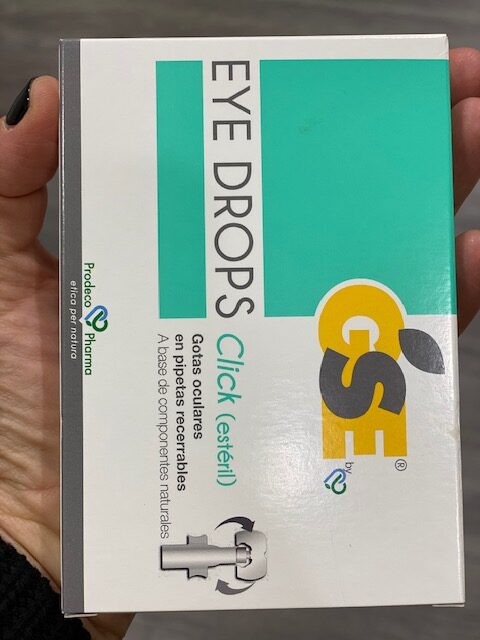 GSE®
by
EYE DROPS Click (estéril)
Gotas oculares
en pipetas recerrables
A base de componentes naturales
Prodeco Pharma
etica per natura